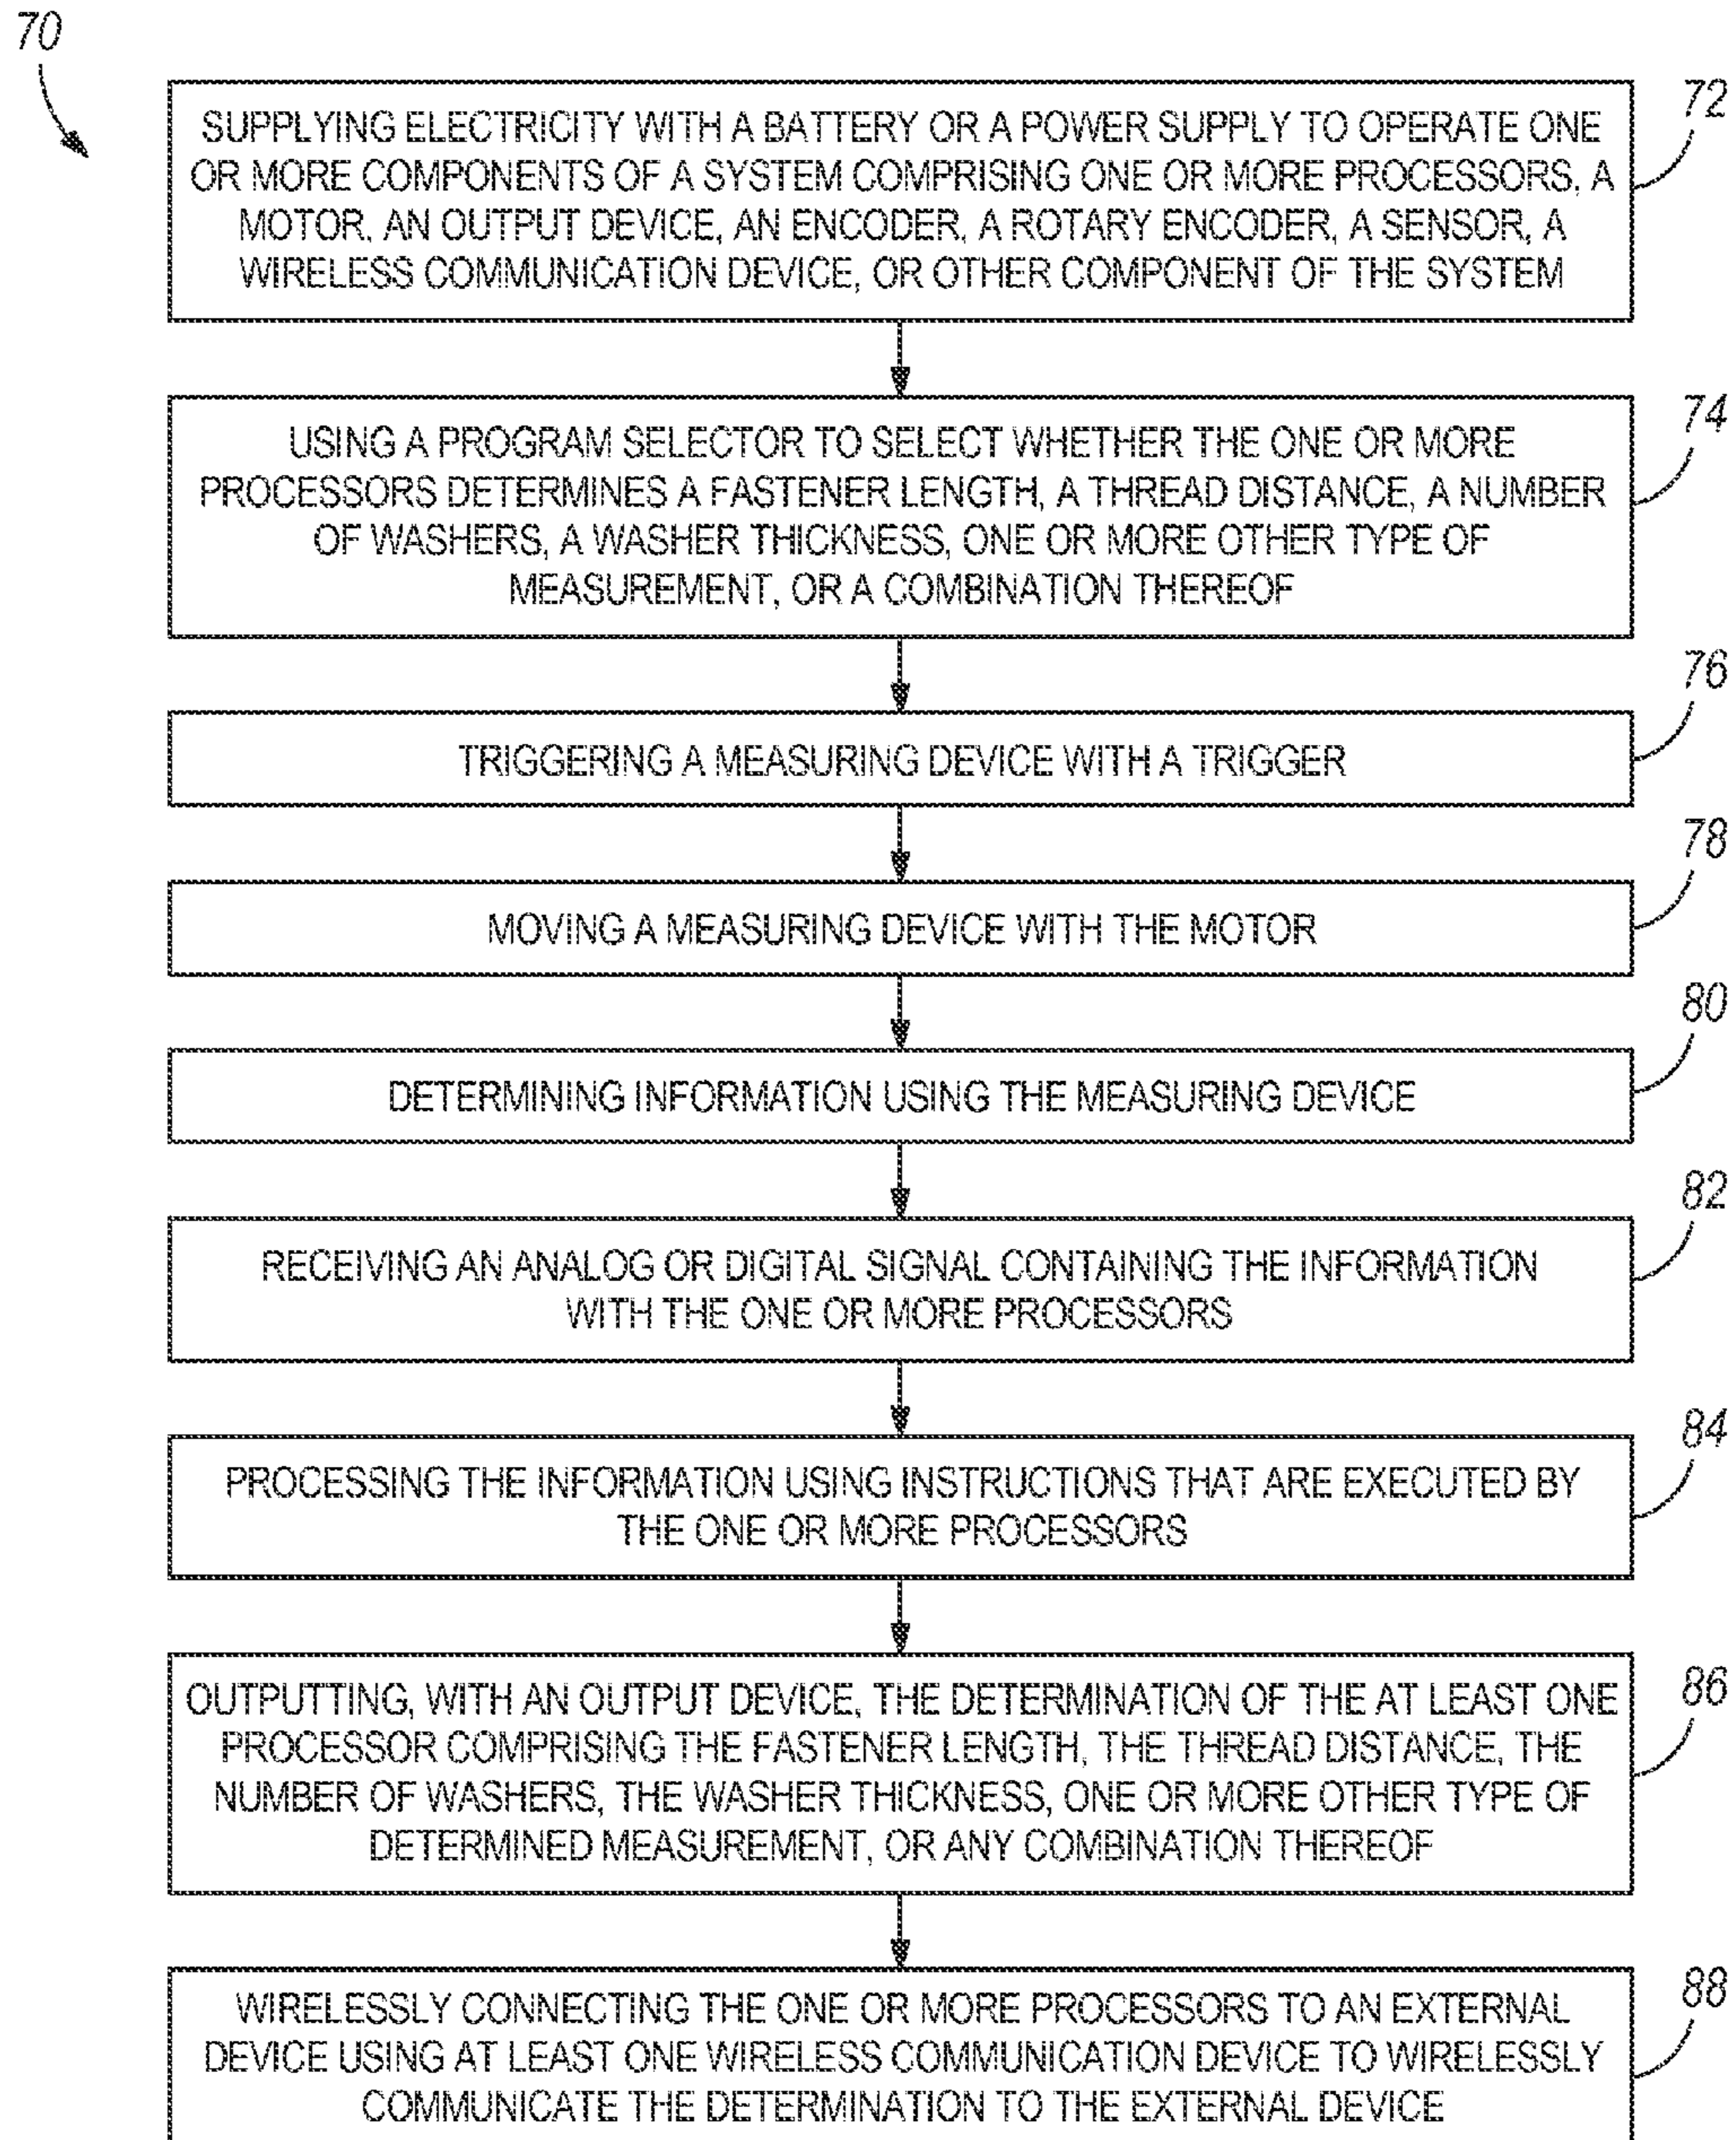 70
72
SUPPLYING ELECTRICITY WITH A BATTERY OR A POWER SUPPLY TO OPERATE ONE
OR MORE COMPONENTS OF A SYSTEM COMPRISING ONE OR MORE PROCESSORS, A
MOTOR, AN OUTPUT DEVICE, AN ENCODER, A ROTARY ENCODER, A SENSOR, A
WIRELESS COMMUNICATION DEVICE, OR OTHER COMPONENT OF THE SYSTEM
74
USING A PROGRAM SELECTOR TO SELECT WHETHER THE ONE OR MORE
PROCESSORS DETERMINES A FASTENER LENGTH, A THREAD DISTANCE, A NUMBER
OF WASHERS, A WASHER THICKNESS, ONE OR MORE OTHER TYPE OF
MEASUREMENT, OR A COMBINATION THEREOF
76
TRIGGERING A MEASURING DEVICE WITH A TRIGGER
78
MOVING A MEASURING DEVICE WITH THE MOTOR
80
DETERMINING INFORMATION USING THE MEASURING DEVICE
82
RECEIVING AN ANALOG OR DIGITAL SIGNAL CONTAINING THE INFORMATION
WITH THE ONE OR MORE PROCESSORS
84
PROCESSING THE INFORMATION USING INSTRUCTIONS THAT ARE EXECUTED BY
THE ONE OR MORE PROCESSORS
86
OUTPUTTING, WITH AN OUTPUT DEVICE, THE DETERMINATION OF THE AT LEAST ONE
PROCESSOR COMPRISING THE FASTENER LENGTH, THE THREAD DISTANCE, THE
NUMBER OF WASHERS, THE WASHER THICKNESS, ONE OR MORE OTHER TYPE OF
DETERMINED MEASUREMENT, OR ANY COMBINATION THEREOF
88
WIRELESSLY CONNECTING THE ONE OR MORE PROCESSORS TO AN EXTERNAL
DEVICE USING AT LEAST ONE WIRELESS COMMUNICATION DEVICE TO WIRELESSLY
COMMUNICATE THE DETERMINATION TO THE EXTERNAL DEVICE